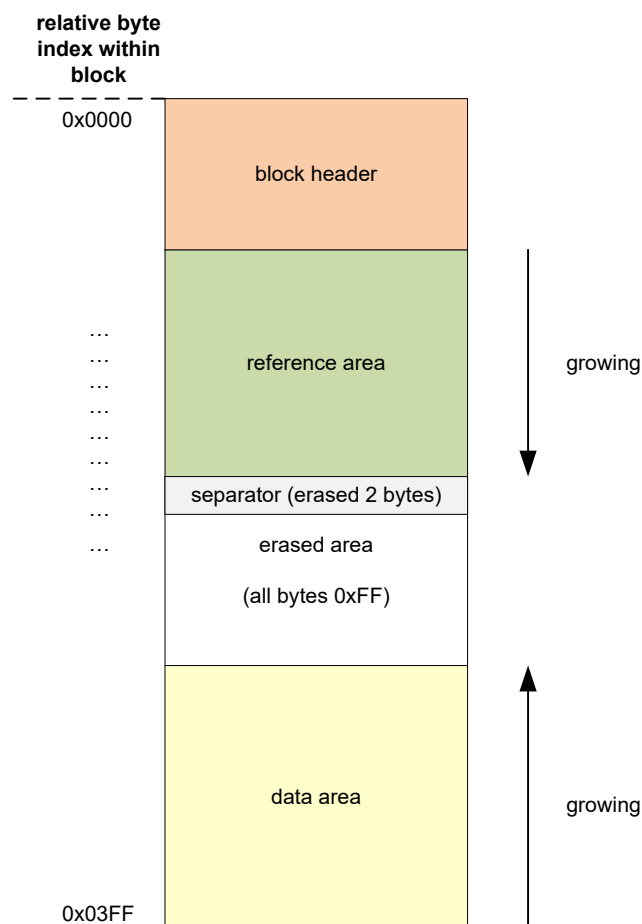 relative byte
index within
block
0x0000
block header
reference area
growing
separator (erased 2 bytes)
erased area
(all bytes 0xFF)
…
…
…
…
…
…
…
…
…
data area
growing
0x03FF